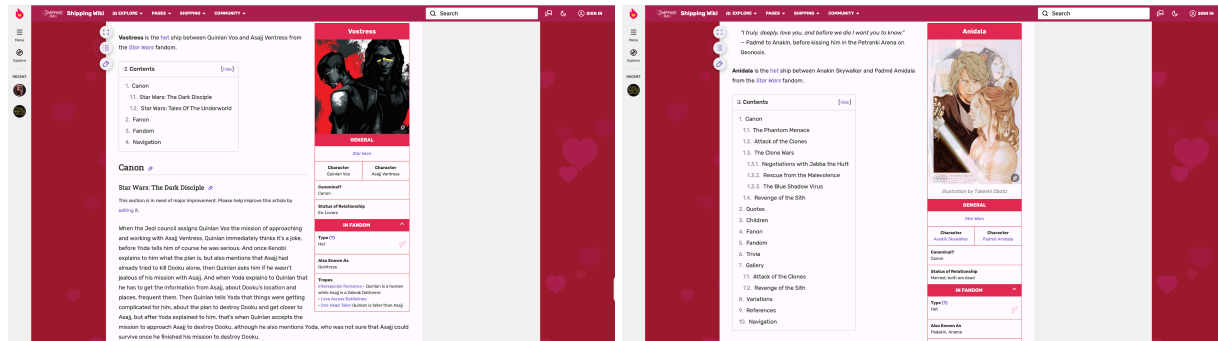 Shipping Wiki
EXPLORE
PAGES
SHIPPING
COMMUNITY
Search
SIGN IN
Menu
Explore
RECENT
Vostress is the het ship between Quinlan Vos and Asajj Ventress from
the Star Wars fandom.
Contents [hide]
1. Canon
1.1. Star Wars: The Dark Disciple
1.2. Star Wars: Tales Of The Underworld
2. Fanon
3. Fandom
4. Navigation
Canon
Star Wars: The Dark Disciple
This section is in need of major improvement. Please help improve this article by
editing it.
When the Jedi council assigns Quinlan Vos the mission of approaching
and working with Asajj Ventress, Quinlan immediately thinks it's a joke,
before Yoda tells him of course he was serious. And once Kenobi
explains to him what the plan is, but also mentions that Asajj had
already tried to kill Dooku alone, then Quinlan asks him if he wasn't
jealous of his mission with Asajj. And when Yoda explains to Quinlan that
he has to get the information from Asajj, about Dooku's location and
places, frequent them. Then Quinlan tells Yoda that things were getting
complicated for him, about the plan to destroy Dooku and get closer to
Asajj, but after Yoda explained to him, that's when Quinlan accepts the
mission to approach Asajj to destroy Dooku, although he also mentions Yoda, who was not sure that Asajj could
survive once he finished his mission to destroy Dooku.
Vostress
GENERAL
Star Wars
Character Character
Quinlan Vos Asajj Ventress
Canonical?
Canon
Status of Relationship
Ex-Lovers
IN FANDOM
Type (?)
Het
Also Known As
Quintress
Tropes
Interspecies Romance - Quinlan is a human
while Asajj is a Zabrak Dathomir.
- Love Across Battlelines
- One Head Taller Quinlan is taller than Asajj
Shipping Wiki
EXPLORE
PAGES
SHIPPING
COMMUNITY
Search
SIGN IN
Menu
Explore
RECENT
"I truly, deeply, love you, and before we die I want you to know."
— Padmé to Anakin, before kissing him in the Petranki Arena on
Geonosis.
Anidala is the het ship between Anakin Skywalker and Padmé Amidala
from the Star Wars fandom.
Contents [hide]
1. Canon
1.1. The Phantom Menace
1.2. Attack of the Clones
1.3. The Clone Wars
1.3.1. Negotiations with Jabba the Hutt
1.3.2. Rescue from the Malevolence
1.3.3. The Blue Shadow Virus
1.4. Revenge of the Sith
2. Quotes
3. Children
4. Fanon
5. Fandom
6. Trivia
7. Gallery
7.1. Attack of the Clones
7.2. Revenge of the Sith
8. Variations
9. References
10. Navigation
Anidala
Illustration by Takeshi Obata
GENERAL
Star Wars
Character Character
Anakin Skywalker Padmé Amidala
Canonical?
Canon
Status of Relationship
Married; both are dead
IN FANDOM
Type (?)
Het
Also Known As
Padakin, Aname